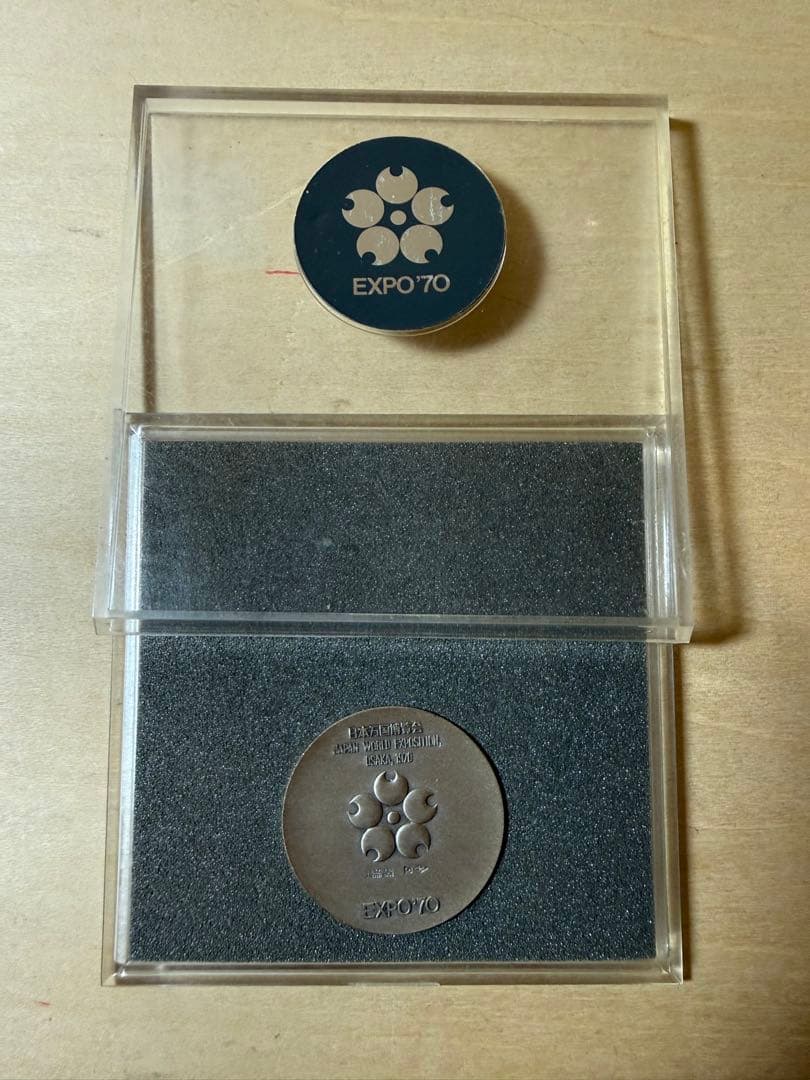 EXPO'70
日本万国博覧会
JAPAN WORLD EXPOSITION,
OSAKA, 1970
EXPO'70